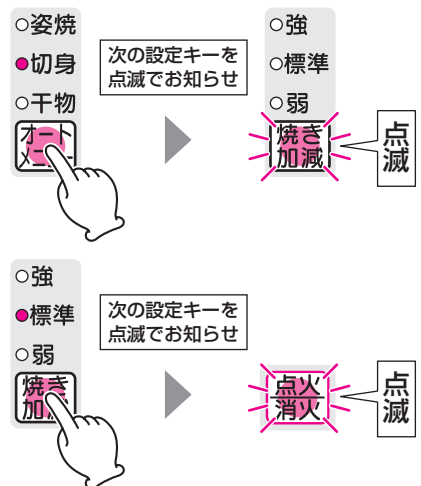 ○姿焼
●切身
○干物
オート
メニュー
次の設定キーを
点滅でお知らせ
○強
○標準
○弱
焼き
加減
点滅
○強
●標準
○弱
焼き
加減
次の設定キーを
点滅でお知らせ
点火
消火
点滅